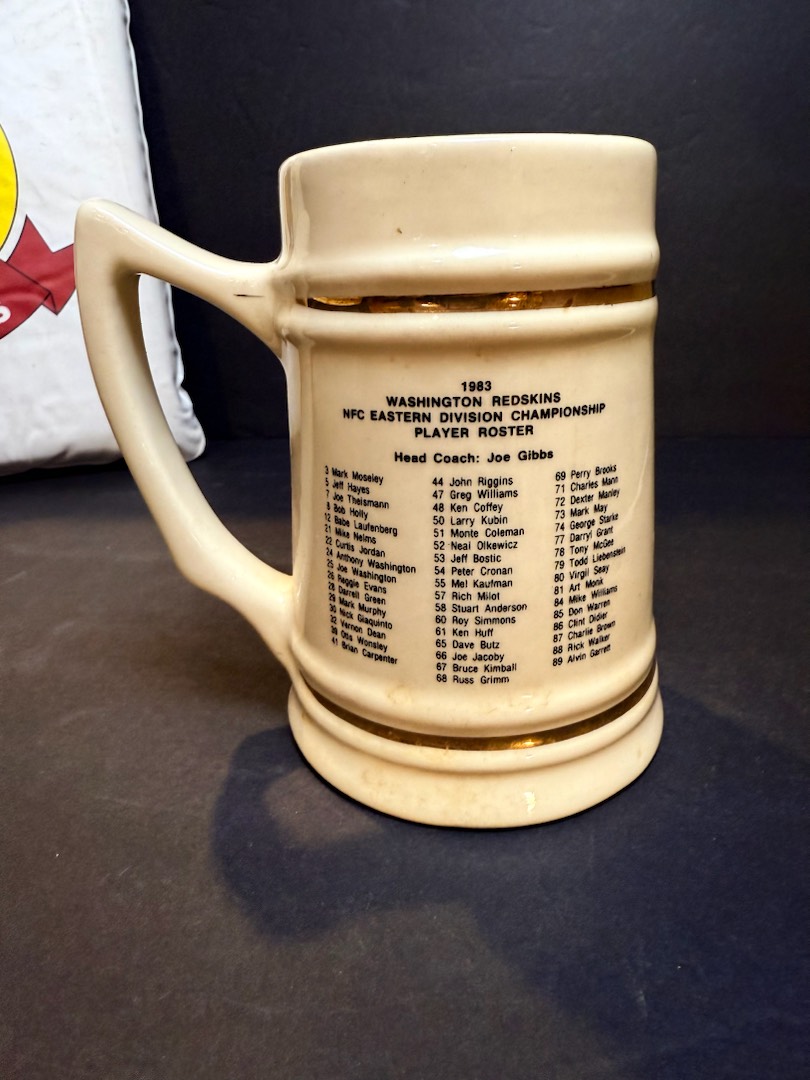 1983
WASHINGTON REDSKINS
NFC EASTERN DIVISION CHAMPIONSHIP
PLAYER ROSTER
Head Coach: Joe Gibbs
3 Mark Moseley
5 Jeff Hayes
7 Joe Theismann
8 Bob Holly
12 Babe Laufenberg
21 Mike Nelms
22 Curtis Jordan
24 Anthony Washington
25 Joe Washington
26 Reggie Evans
28 Darrell Green
29 Mark Murphy
30 Nick Giaquinto
32 Vernon Dean
39 Otis Wonsley
41 Brian Carpenter
44 John Riggins
47 Greg Williams
48 Ken Coffey
50 Larry Kubin
51 Monte Coleman
52 Neal Olkewicz
53 Jeff Bostic
54 Peter Cronan
55 Mel Kaufman
57 Rich Milot
58 Stuart Anderson
60 Roy Simmons
61 Ken Huff
65 Dave Butz
66 Joe Jacoby
67 Bruce Kimball
68 Russ Grimm
69 Perry Brooks
71 Charles Mann
72 Dexter Manley
73 Mark May
74 George Starke
77 Darryl Grant
78 Tony McGee
79 Todd Liebenstein
80 Virgil Seay
81 Art Monk
84 Mike Williams
85 Don Warren
86 Clint Didier
87 Charlie Brown
88 Rick Walker
89 Alvin Garrett